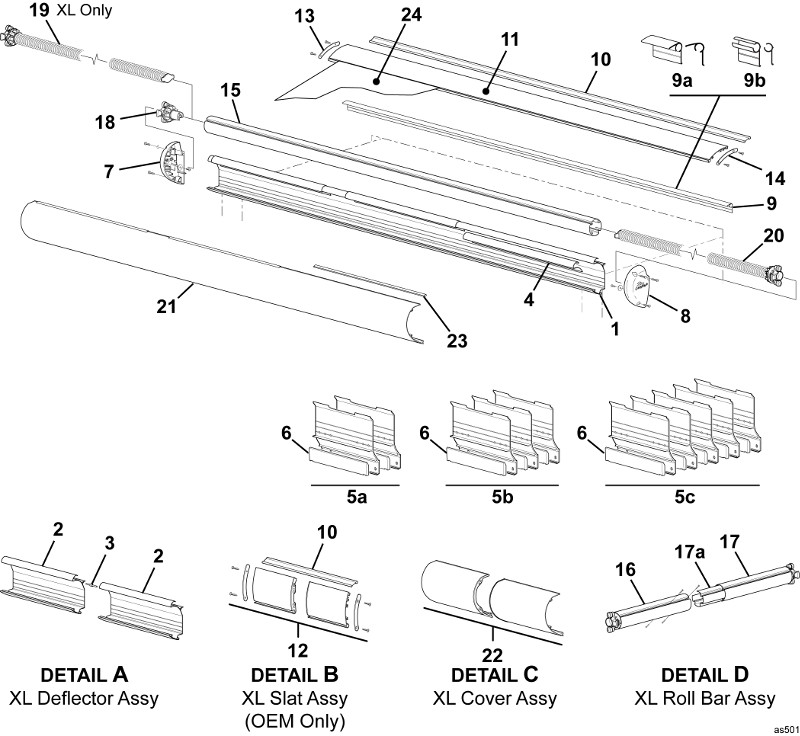 19 XL Only
13
24
11
10
9a
9b
15
18
7
14
9
20
21
4
23
1
8
6
5a
6
5b
6
5c
2
3
2
10
12
22
16
17a
17
DETAIL A
XL Deflector Assy
DETAIL B
XL Slat Assy
(OEM Only)
DETAIL C
XL Cover Assy
DETAIL D
XL Roll Bar Assy
as501